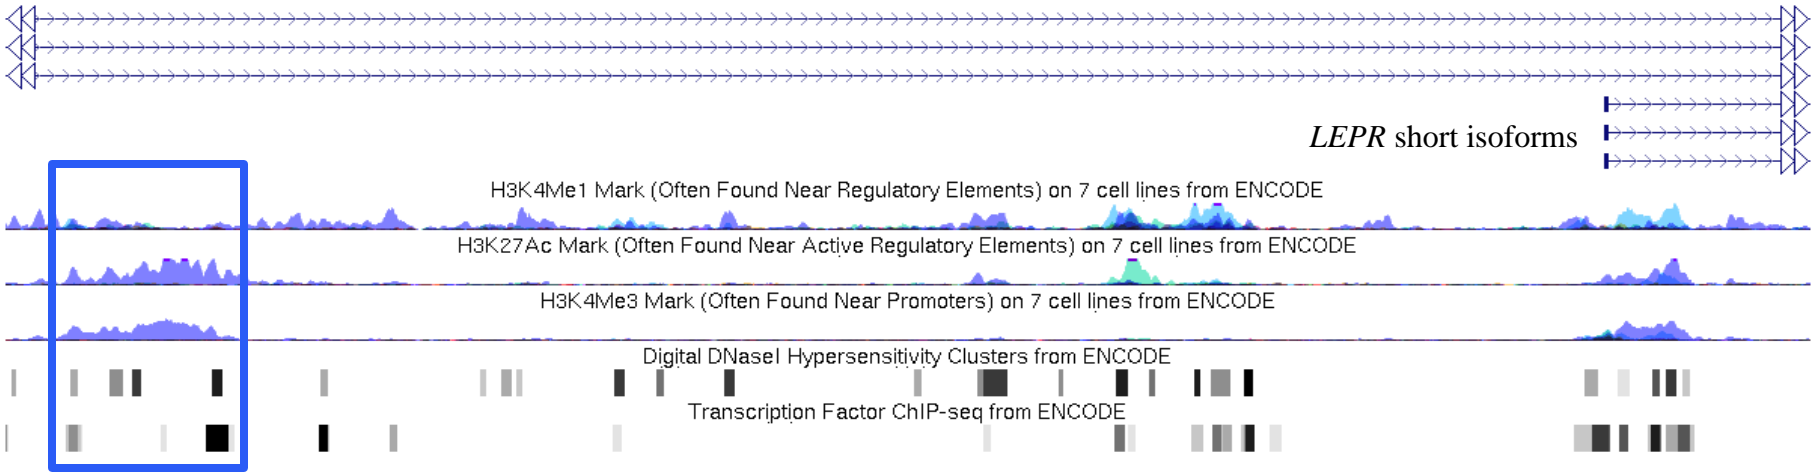 LEPR short isoforms
H3K4Me1 Mark (Often Found Near Regulatory Elements) on 7 cell lines from ENCODE
H3K27Ac Mark (Often Found Near Active Regulatory Elements) on 7 cell lines from ENCODE
H3K4Me3 Mark (Often Found Near Promoters) on 7 cell lines from ENCODE
Digital DNaseI Hypersensitivity Clusters from ENCODE
Transcription Factor ChIP-seq from ENCODE